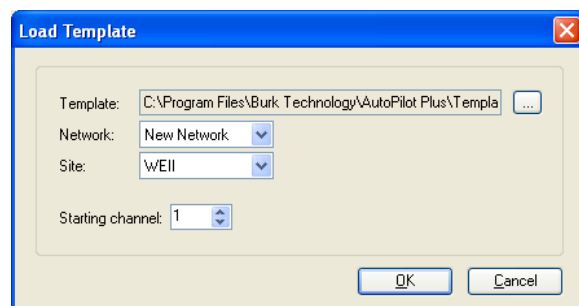 Load Template
Template: C:\Program Files\Burk Technology\AutoPilot Plus\Templa ...
Network: New Network
Site: WEII
Starting channel: 1
OK Cancel